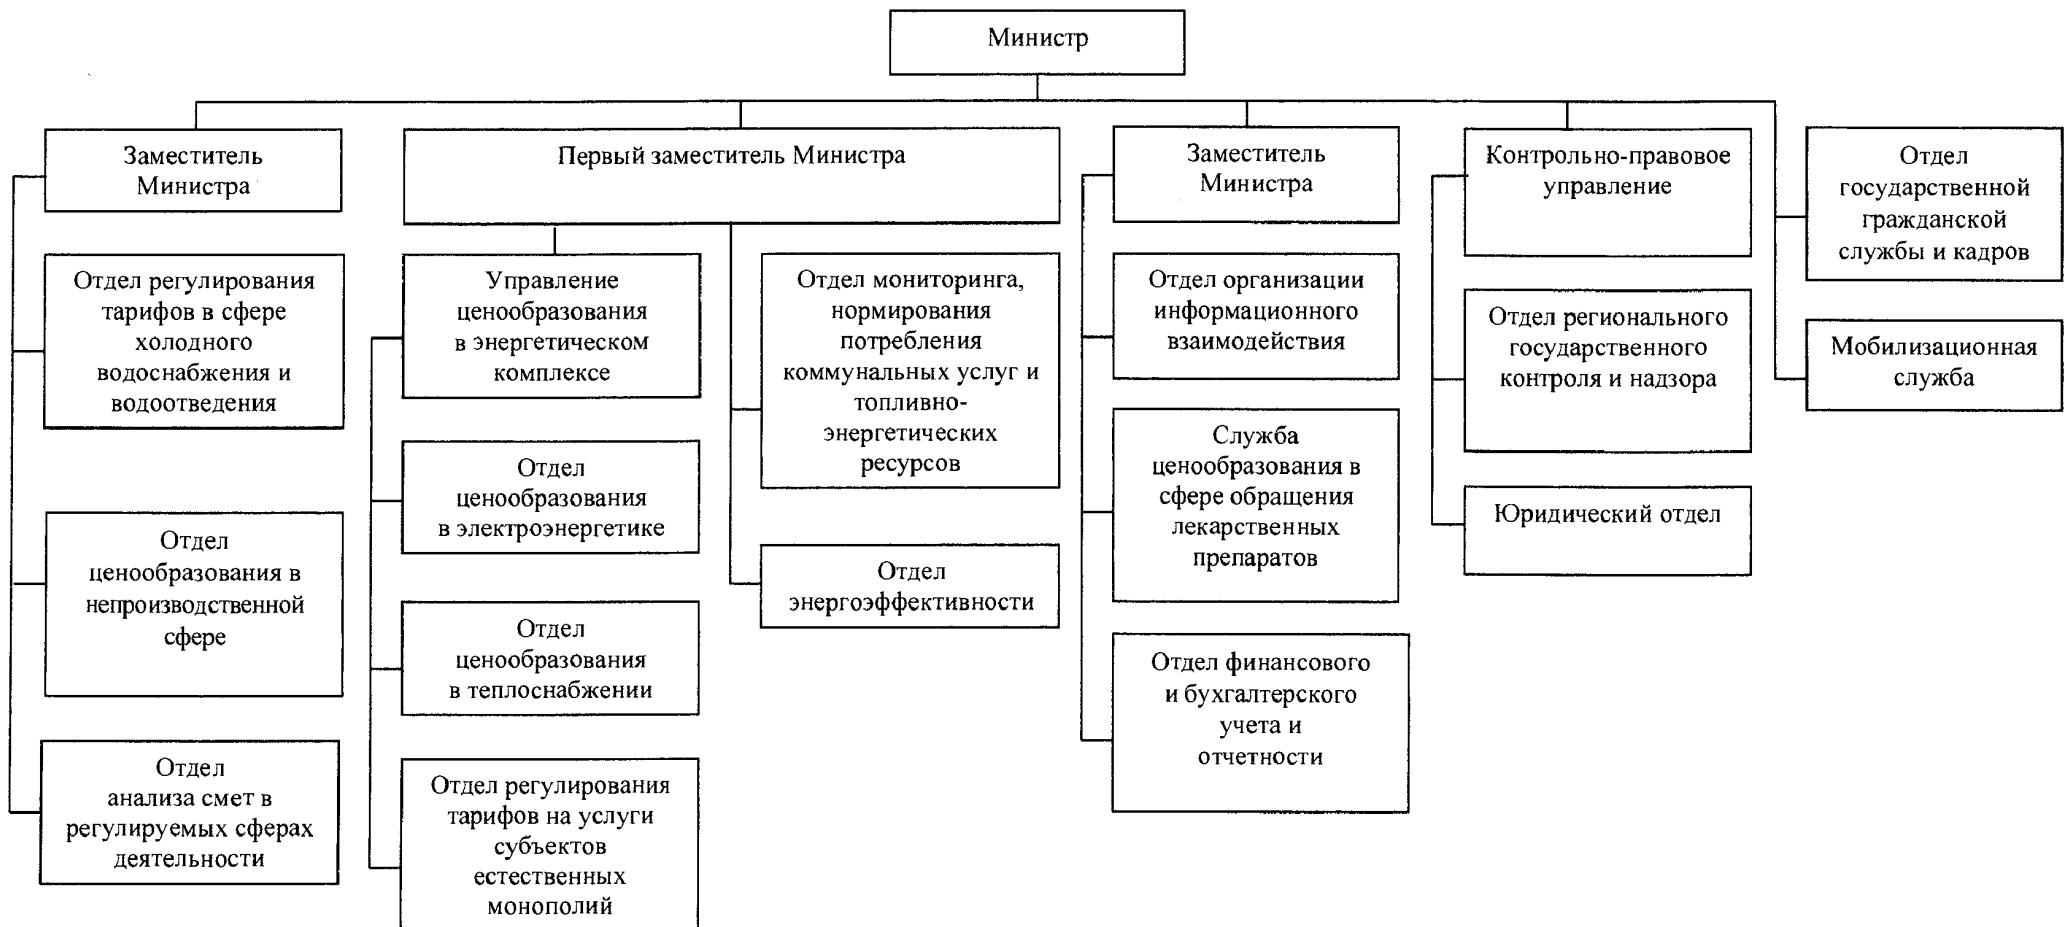 Министр
Заместитель
Министра
Отдел регулирования
тарифов в сфере
холодного
водоснабжения и
водоотведения
Отдел
ценообразования в
непроизводственной
сфере
Отдел
анализа смет в
регулируемых сферах
деятельности
Первый заместитель Министра
Управление
ценообразования
в энергетическом
комплексе
Отдел
ценообразования
в электроэнергетике
Отдел
ценообразования
в теплоснабжении
Отдел регулирования
тарифов на услуги
субъектов
естественных
монополий
Отдел мониторинга,
нормирования
потребления
коммунальных услуг и
топливно-
энергетических
ресурсов
Отдел
энергоэффективности
Заместитель
Министра
Отдел организации
информационного
взаимодействия
Служба
ценообразования в
сфере обращения
лекарственных
препаратов
Отдел финансового
и бухгалтерского
учета и
отчетности
Контрольно-правовое
управление
Отдел регионального
государственного
контроля и надзора
Юридический отдел
Отдел
государственной
гражданской
службы и кадров
Мобилизационная
служба